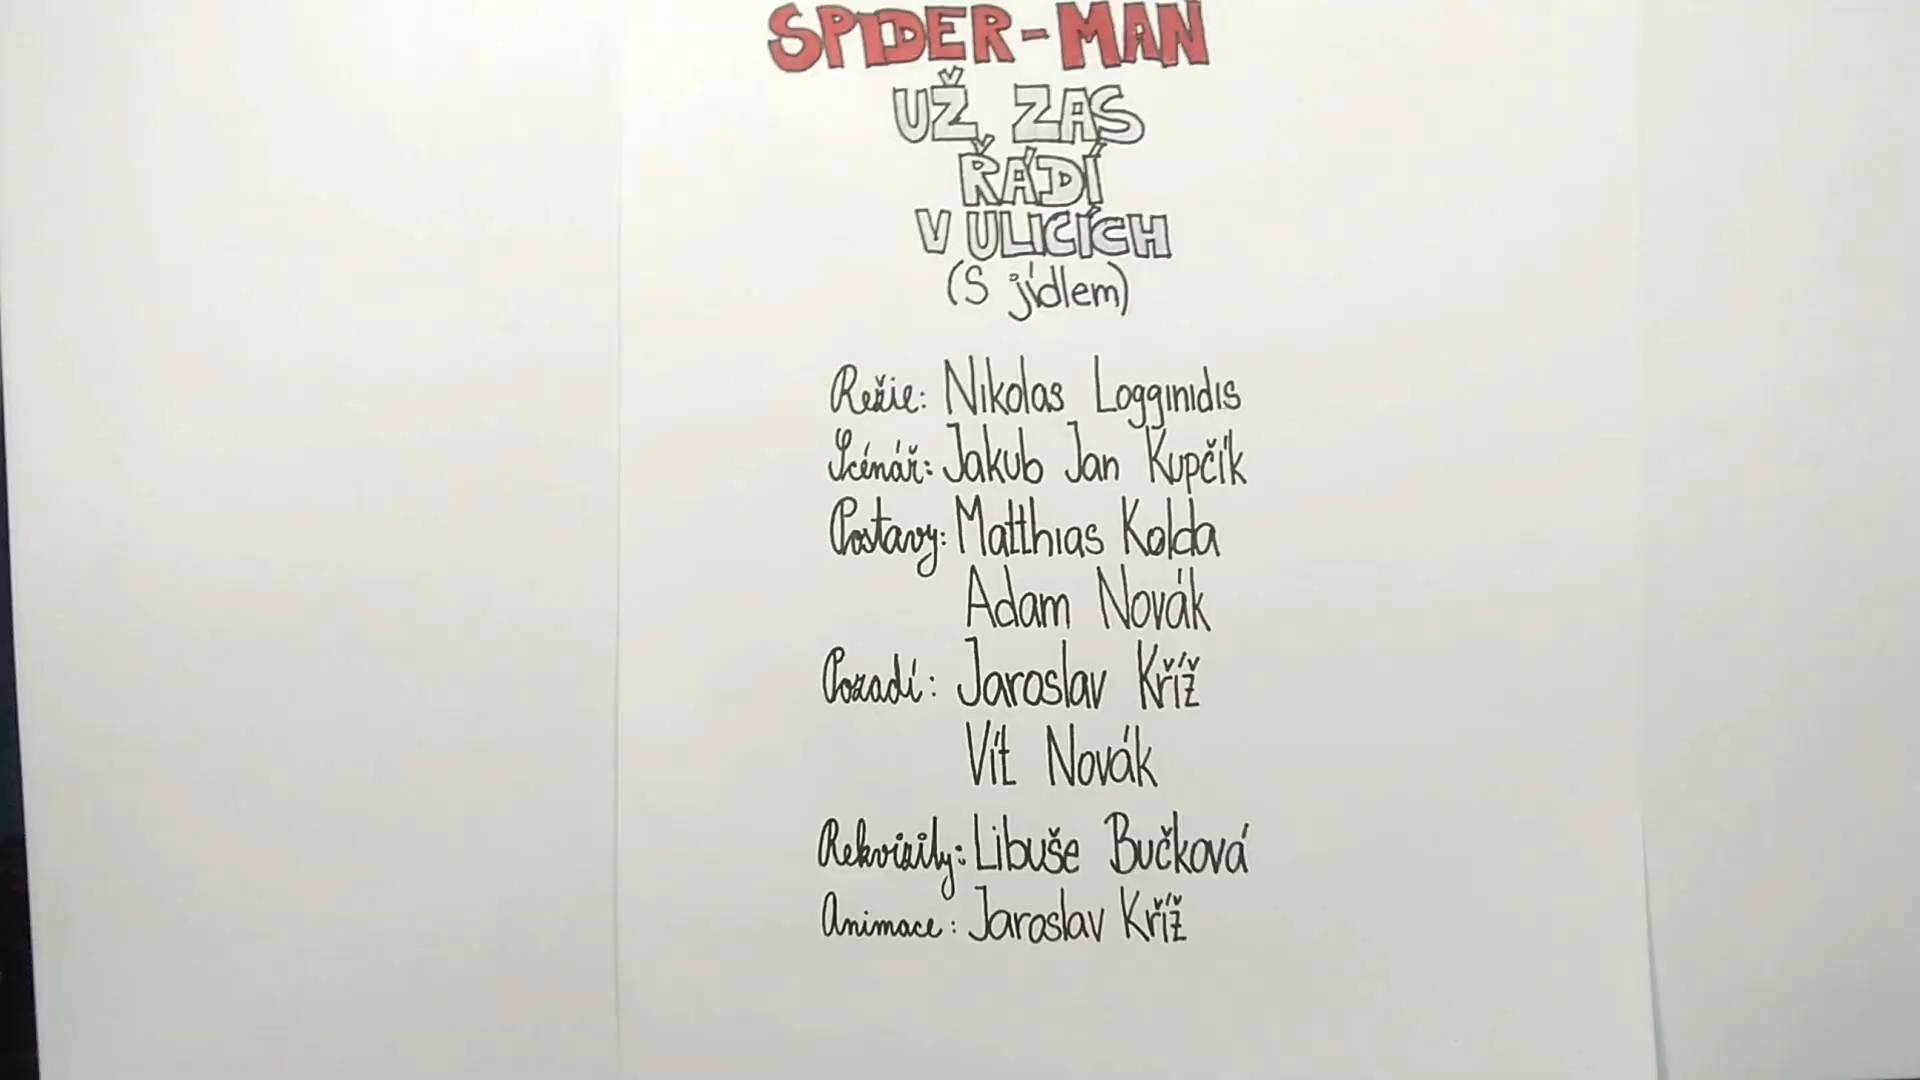 SPIDER-MAN
UŽ ZAS
ŘÁDÍ
V ULICÍCH
(S jídlem)
Režie: Nikolas Logginidis
Scénář: Jakub Jan Kupčík
Postavy: Matthias Kolda
Adam Novák
Pozadí: Jaroslav Kříž
Vít Novák
Rekvizity: Libuše Bučková
Animace: Jaroslav Kříž